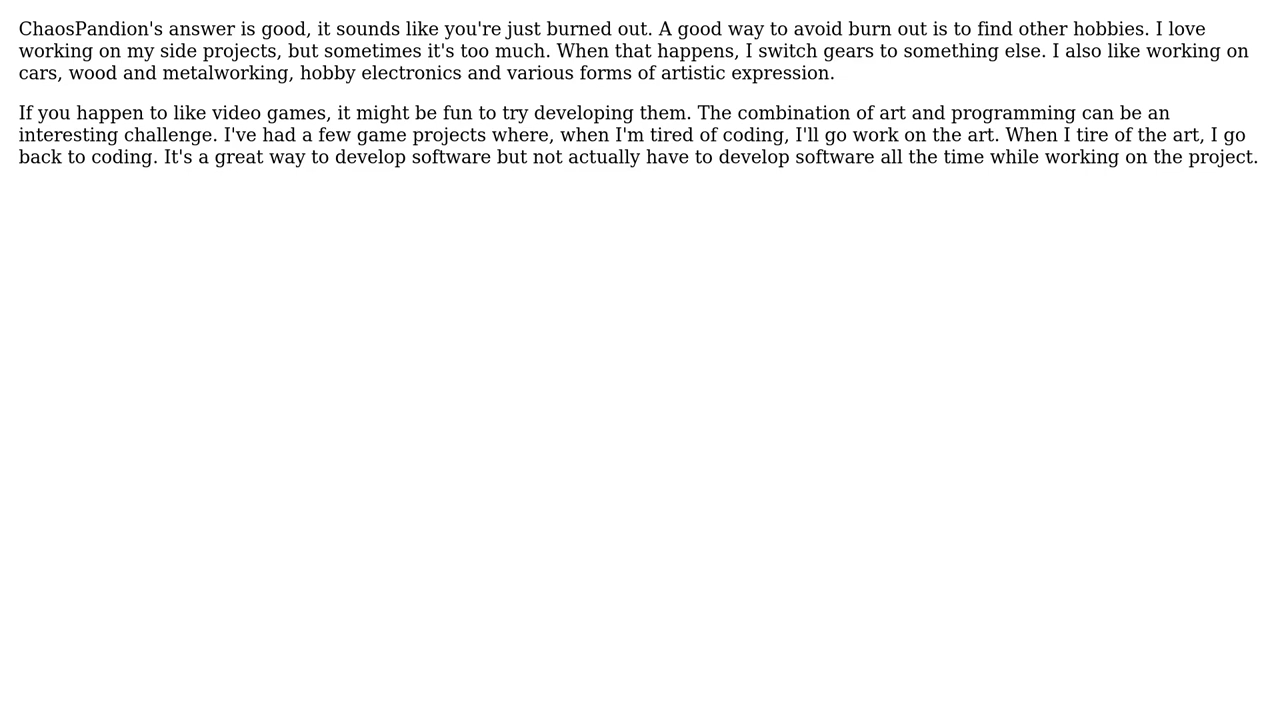 ChaosPandion's answer is good, it sounds like you're just burned out. A good way to avoid burn out is to find other hobbies. I love
working on my side projects, but sometimes it's too much. When that happens, I switch gears to something else. I also like working on
cars, wood and metalworking, hobby electronics and various forms of artistic expression.
If you happen to like video games, it might be fun to try developing them. The combination of art and programming can be an
interesting challenge. I've had a few game projects where, when I'm tired of coding, I'll go work on the art. When I tire of the art, I go
back to coding. It's a great way to develop software but not actually have to develop software all the time while working on the project.